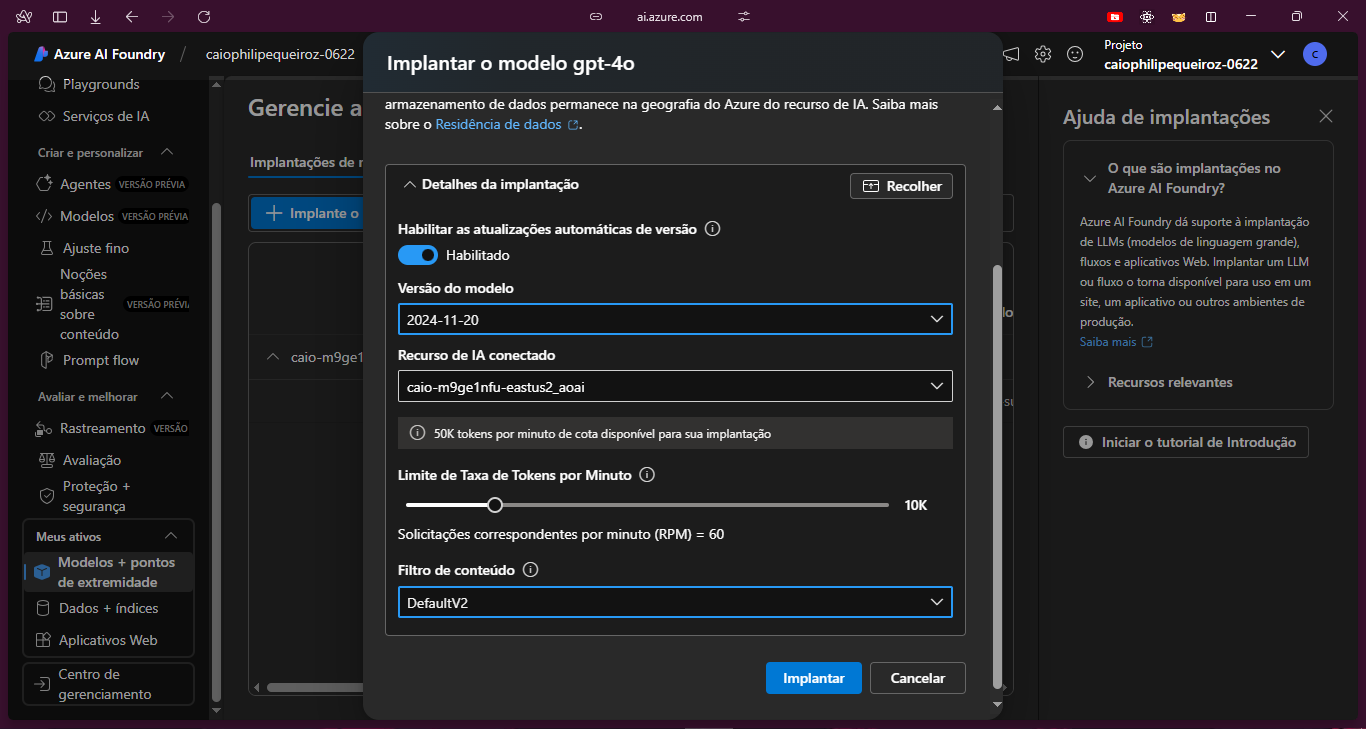 ai.azure.com
Azure AI Foundry
/
caiophilipequeiroz-0622
Projeto
caiophilipequeiroz-0622
C
Playgrounds
Serviços de IA
Criar e personalizar
Agentes VERSÃO PRÉVIA
Modelos VERSÃO PRÉVIA
Ajuste fino
Noções
básicas
sobre
conteúdo
VERSÃO PRÉVI
Prompt flow
Avaliar e melhorar
Rastreamento VERSÃO
Avaliação
Proteção +
segurança
Meus ativos
Modelos + pontos
de extremidade
Dados + índices
Aplicativos Web
Centro de
gerenciamento
Gerencie a
Implantações de
Implante o
caio-m9ge1
Implantar o modelo gpt-4o
armazenamento de dados permanece na geografia do Azure do recurso de IA. Saiba mais
sobre o Residência de dados .
Detalhes da implantação
Recolher
Habilitar as atualizações automáticas de versão
Habilitado
Versão do modelo
2024-11-20
Recurso de IA conectado
caio-m9ge1nfu-eastus2_aoai
50K tokens por minuto de cota disponível para sua implantação
Limite de Taxa de Tokens por Minuto
10K
Solicitações correspondentes por minuto (RPM) = 60
Filtro de conteúdo
DefaultV2
Implantar
Cancelar
Ajuda de implantações
O que são implantações no
Azure AI Foundry?
Azure AI Foundry dá suporte à implantação
de LLMs (modelos de linguagem grande),
fluxos e aplicativos Web. Implantar um LLM
ou fluxo o torna disponível para uso em um
site, um aplicativo ou outros ambientes de
produção.
Saiba mais
Recursos relevantes
Iniciar o tutorial de Introdução